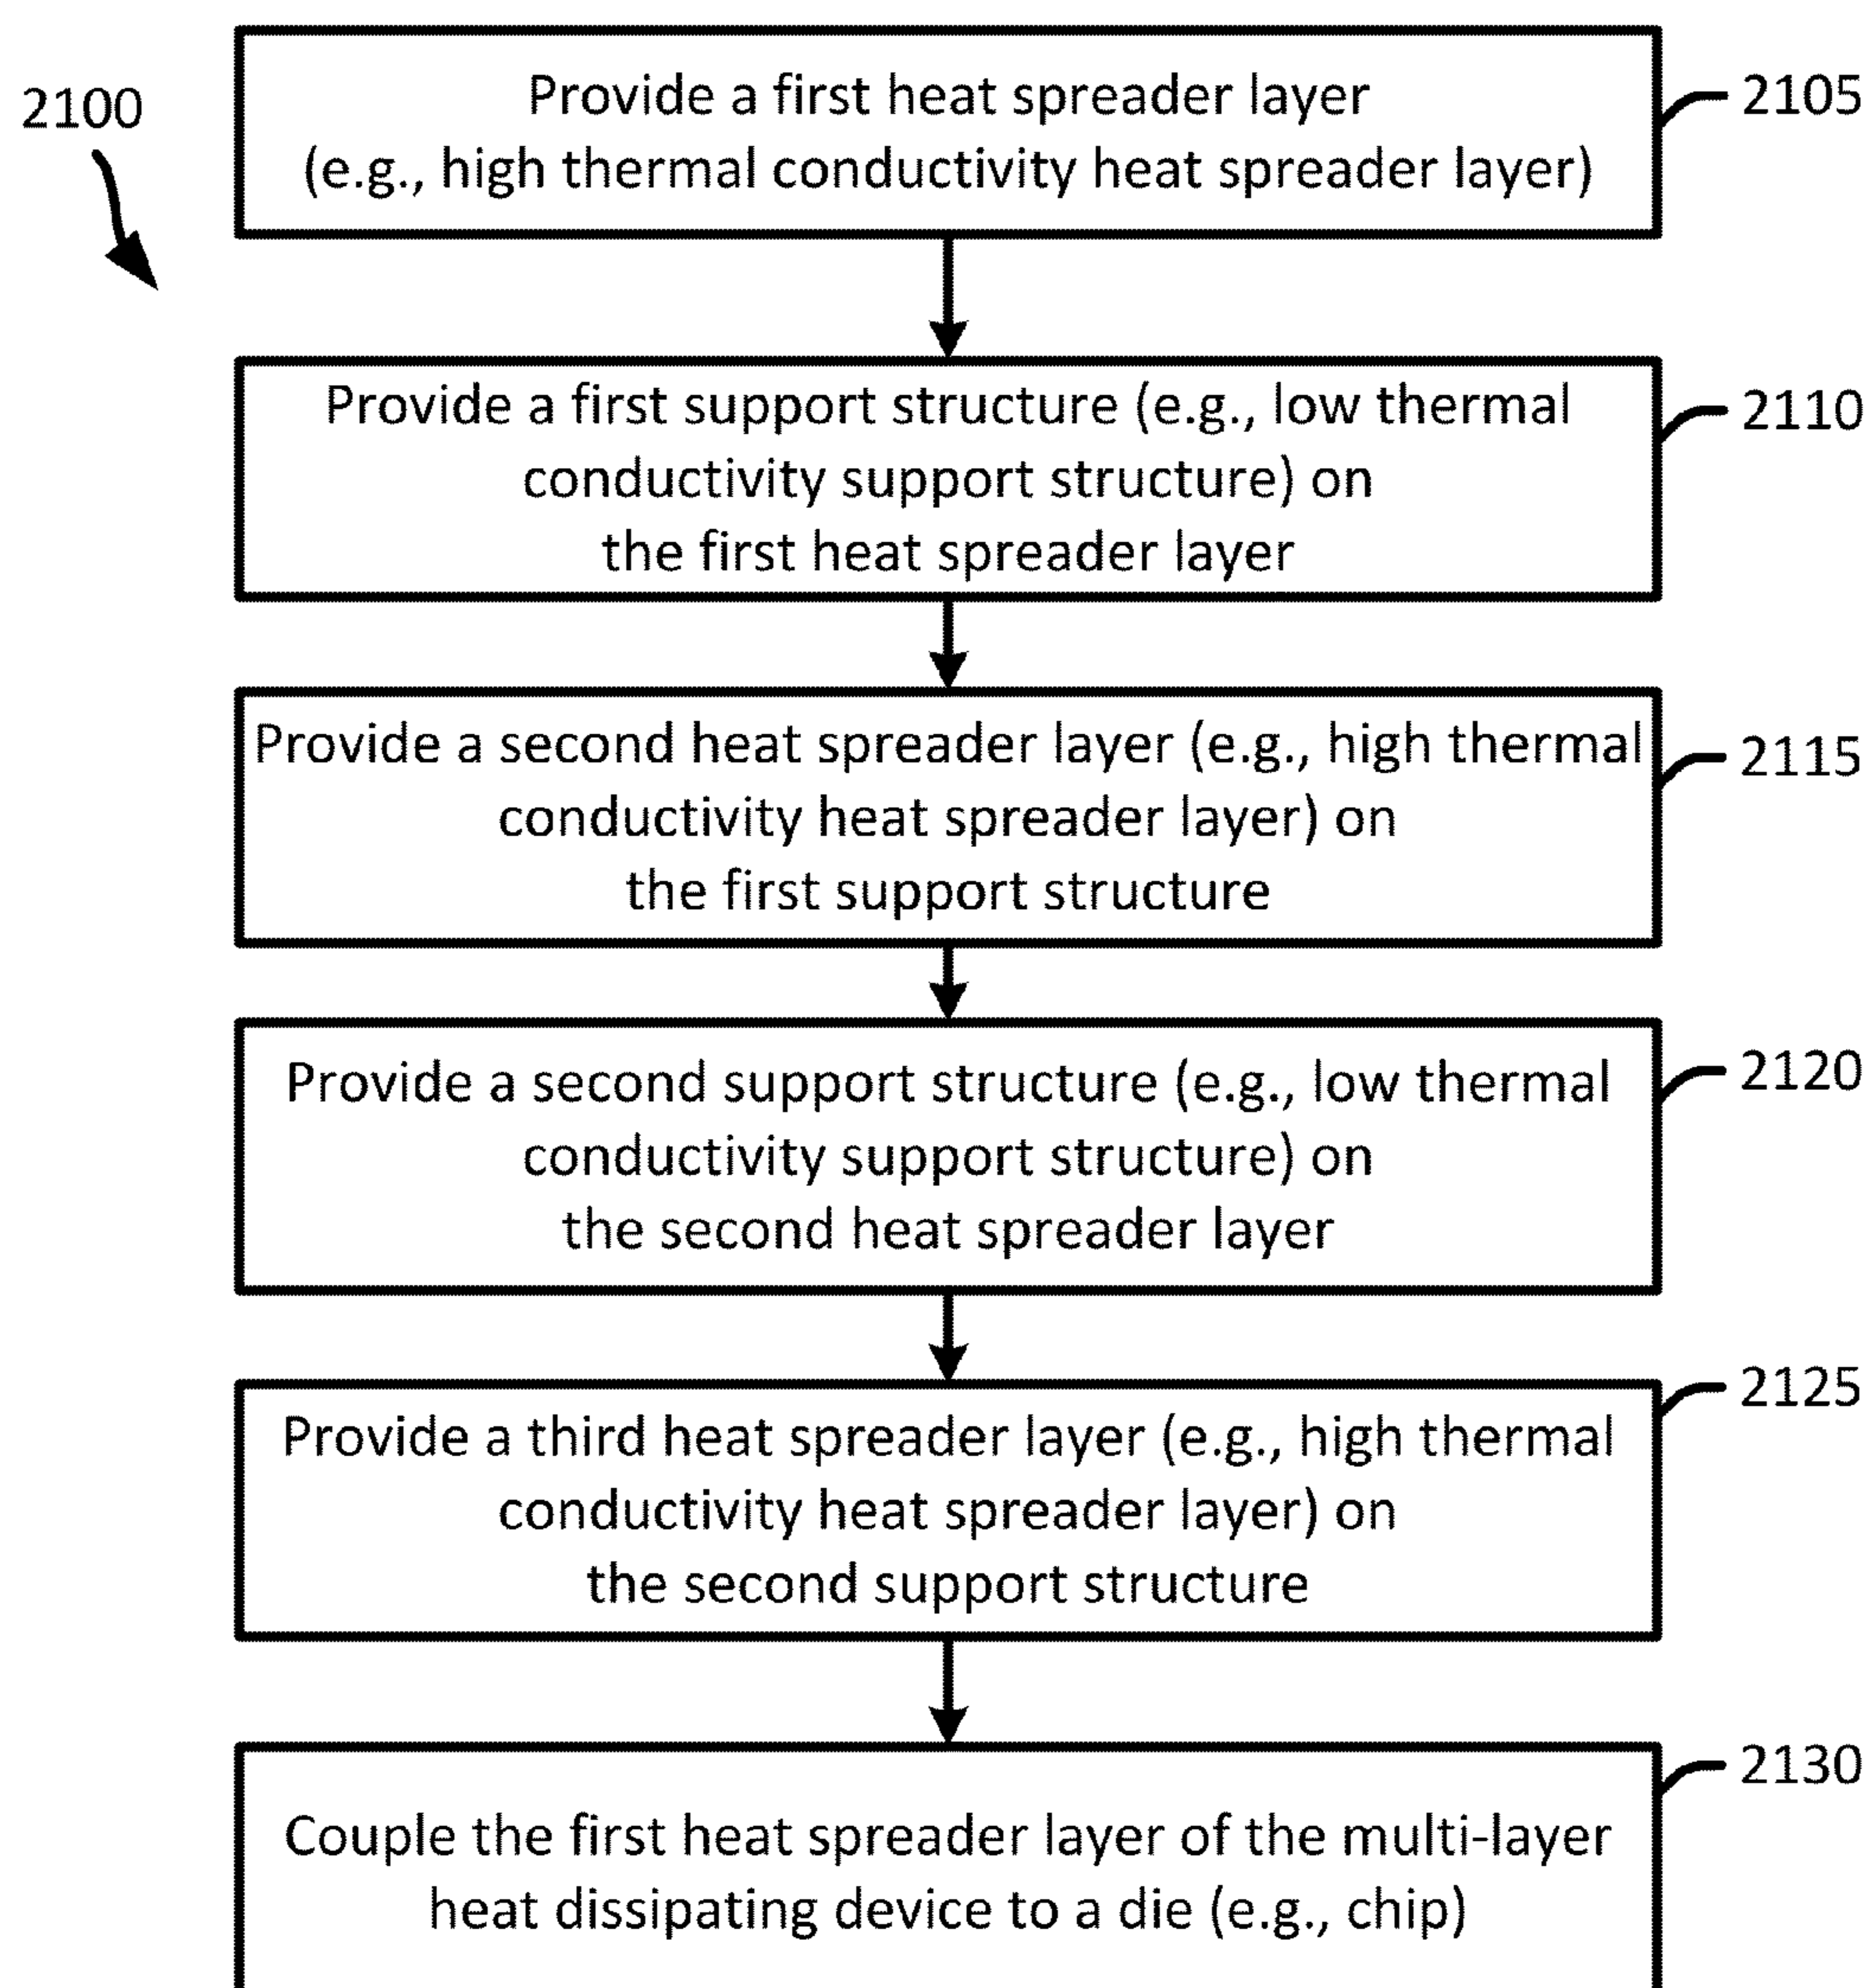 2100
Provide a first heat spreader layer
(e.g., high thermal conductivity heat spreader layer)
2105
Provide a first support structure (e.g., low thermal
conductivity support structure) on
the first heat spreader layer
2110
Provide a second heat spreader layer (e.g., high thermal
conductivity heat spreader layer) on
the first support structure
2115
Provide a second support structure (e.g., low thermal
conductivity support structure) on
the second heat spreader layer
2120
Provide a third heat spreader layer (e.g., high thermal
conductivity heat spreader layer) on
the second support structure
2125
Couple the first heat spreader layer of the multi-layer
heat dissipating device to a die (e.g., chip)
2130